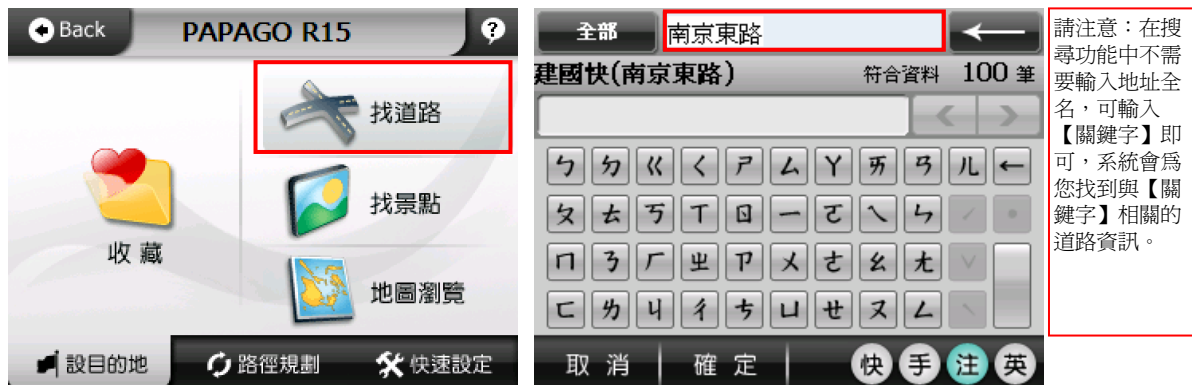 Back
PAPAGO R15
?
找道路
找景點
收藏
地圖瀏覽
設目的地
路徑規劃
快速設定
全部
南京東路
建國快(南京東路)
符合資料 100 筆
ㄅ ㄉ ㄍ ㄑ ㄕ ㄙ ㄚ ㄞ ㄢ ㄦ ←
ㄆ ㄊ ㄎ ㄒ ㄖ ㄧ ㄛ ㄟ ㄣ ˊ ˙
ㄇ ㄋ ㄏ ㄓ ㄗ ㄨ ㄜ ㄠ ㄤ ˇ
ㄈ ㄌ ㄐ ㄔ ㄘ ㄩ ㄝ ㄡ ㄥ ˋ
取消
確定
快 手 注 英
請注意：在搜
尋功能中不需
要輸入地址全
名，可輸入
【關鍵字】即
可，系統會為
您找到與【關
鍵字】相關的
道路資訊。